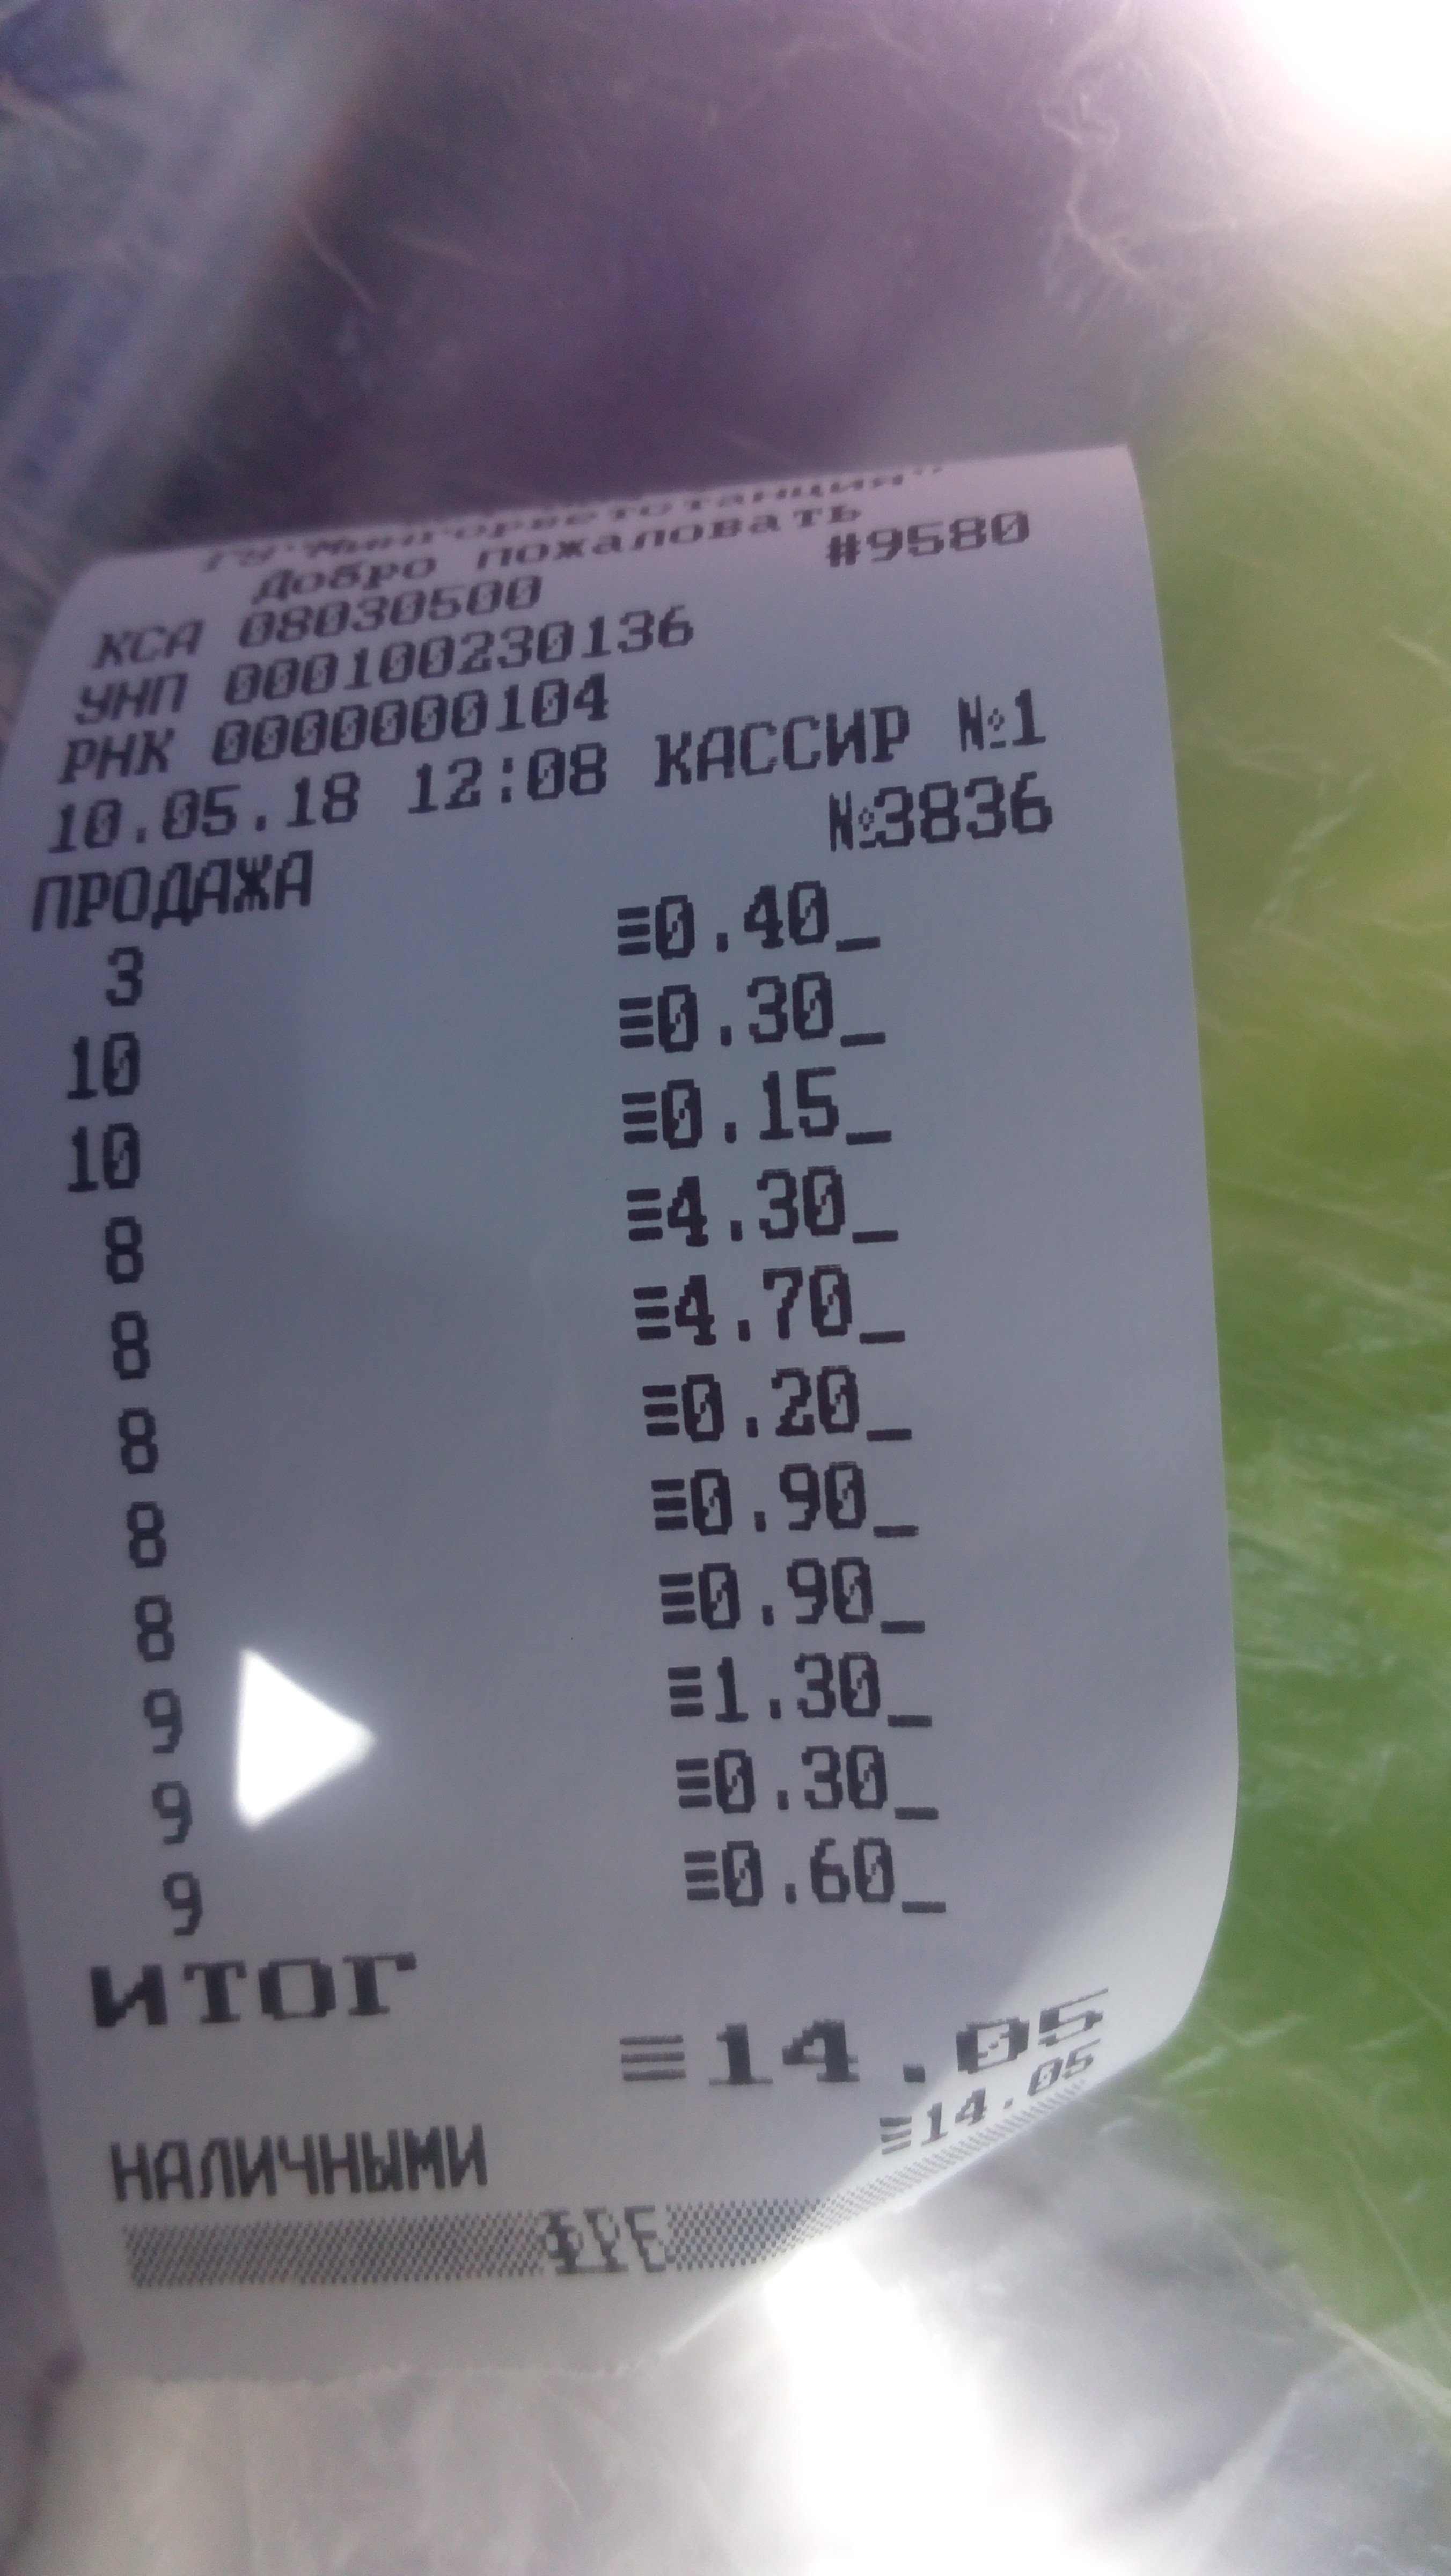 ГУ"Мингорветстанция"
Добро пожаловать
КСА 08030500 #9580
УНП 000100230136
РНК 0000000104
10.05.18 12:08 КАССИР №1
ПРОДАЖА №3836
3 ≡0.40_
10 ≡0.30_
10 ≡0.15_
8 ≡4.30_
8 ≡4.70_
8 ≡0.20_
8 ≡0.90_
8 ≡0.90_
9 ≡1.30_
9 ≡0.30_
9 ≡0.60_
ИТОГ
≡14.05
НАЛИЧНЫМИ ≡14.05